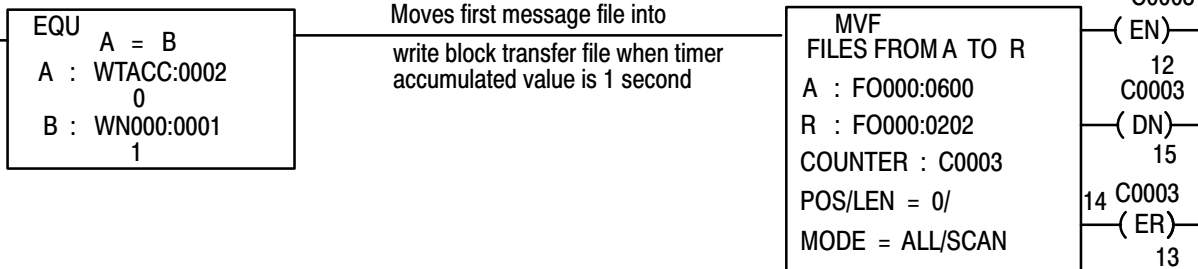 EQU
A = B
A : WTACC:0002
0
B : WN000:0001
1
Moves first message file into
write block transfer file when timer
accumulated value is 1 second
MVF
FILES FROM A TO R
A : FO000:0600
R : FO000:0202
COUNTER : C0003
POS/LEN = 0/ 14
MODE = ALL/SCAN
( EN )
12
C0003
( DN )
15
C0003
( ER )
13